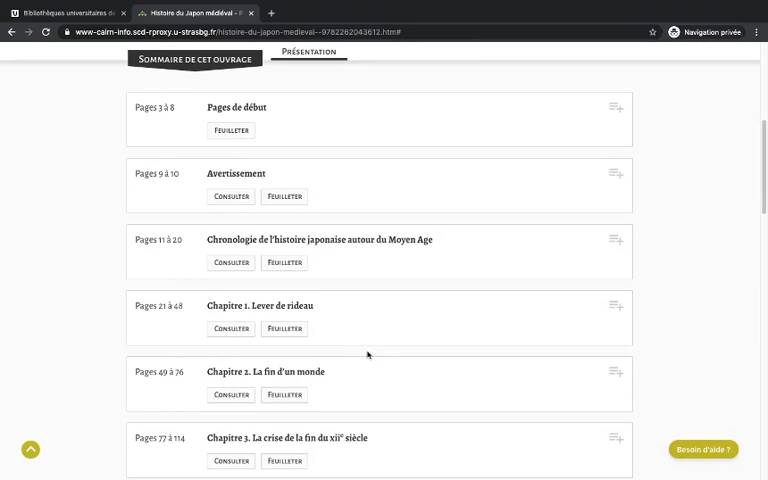 Bibliothèques universitaires de
Histoire du Japon médiéval - P
www-cairn-info.scd-rproxy.u-strasbg.fr/histoire-du-japon-medieval--9782262043612.htm#
Navigation privée
Sommaire de cet ouvrage
Présentation
Pages 3 à 8
Pages de début
Feuilleter
Pages 9 à 10
Avertissement
Consulter Feuilleter
Pages 11 à 20
Chronologie de l'histoire japonaise autour du Moyen Age
Consulter Feuilleter
Pages 21 à 48
Chapitre 1. Lever de rideau
Consulter Feuilleter
Pages 49 à 76
Chapitre 2. La fin d'un monde
Consulter Feuilleter
Pages 77 à 114
Chapitre 3. La crise de la fin du xiie siècle
Consulter Feuilleter
Besoin d'aide ?